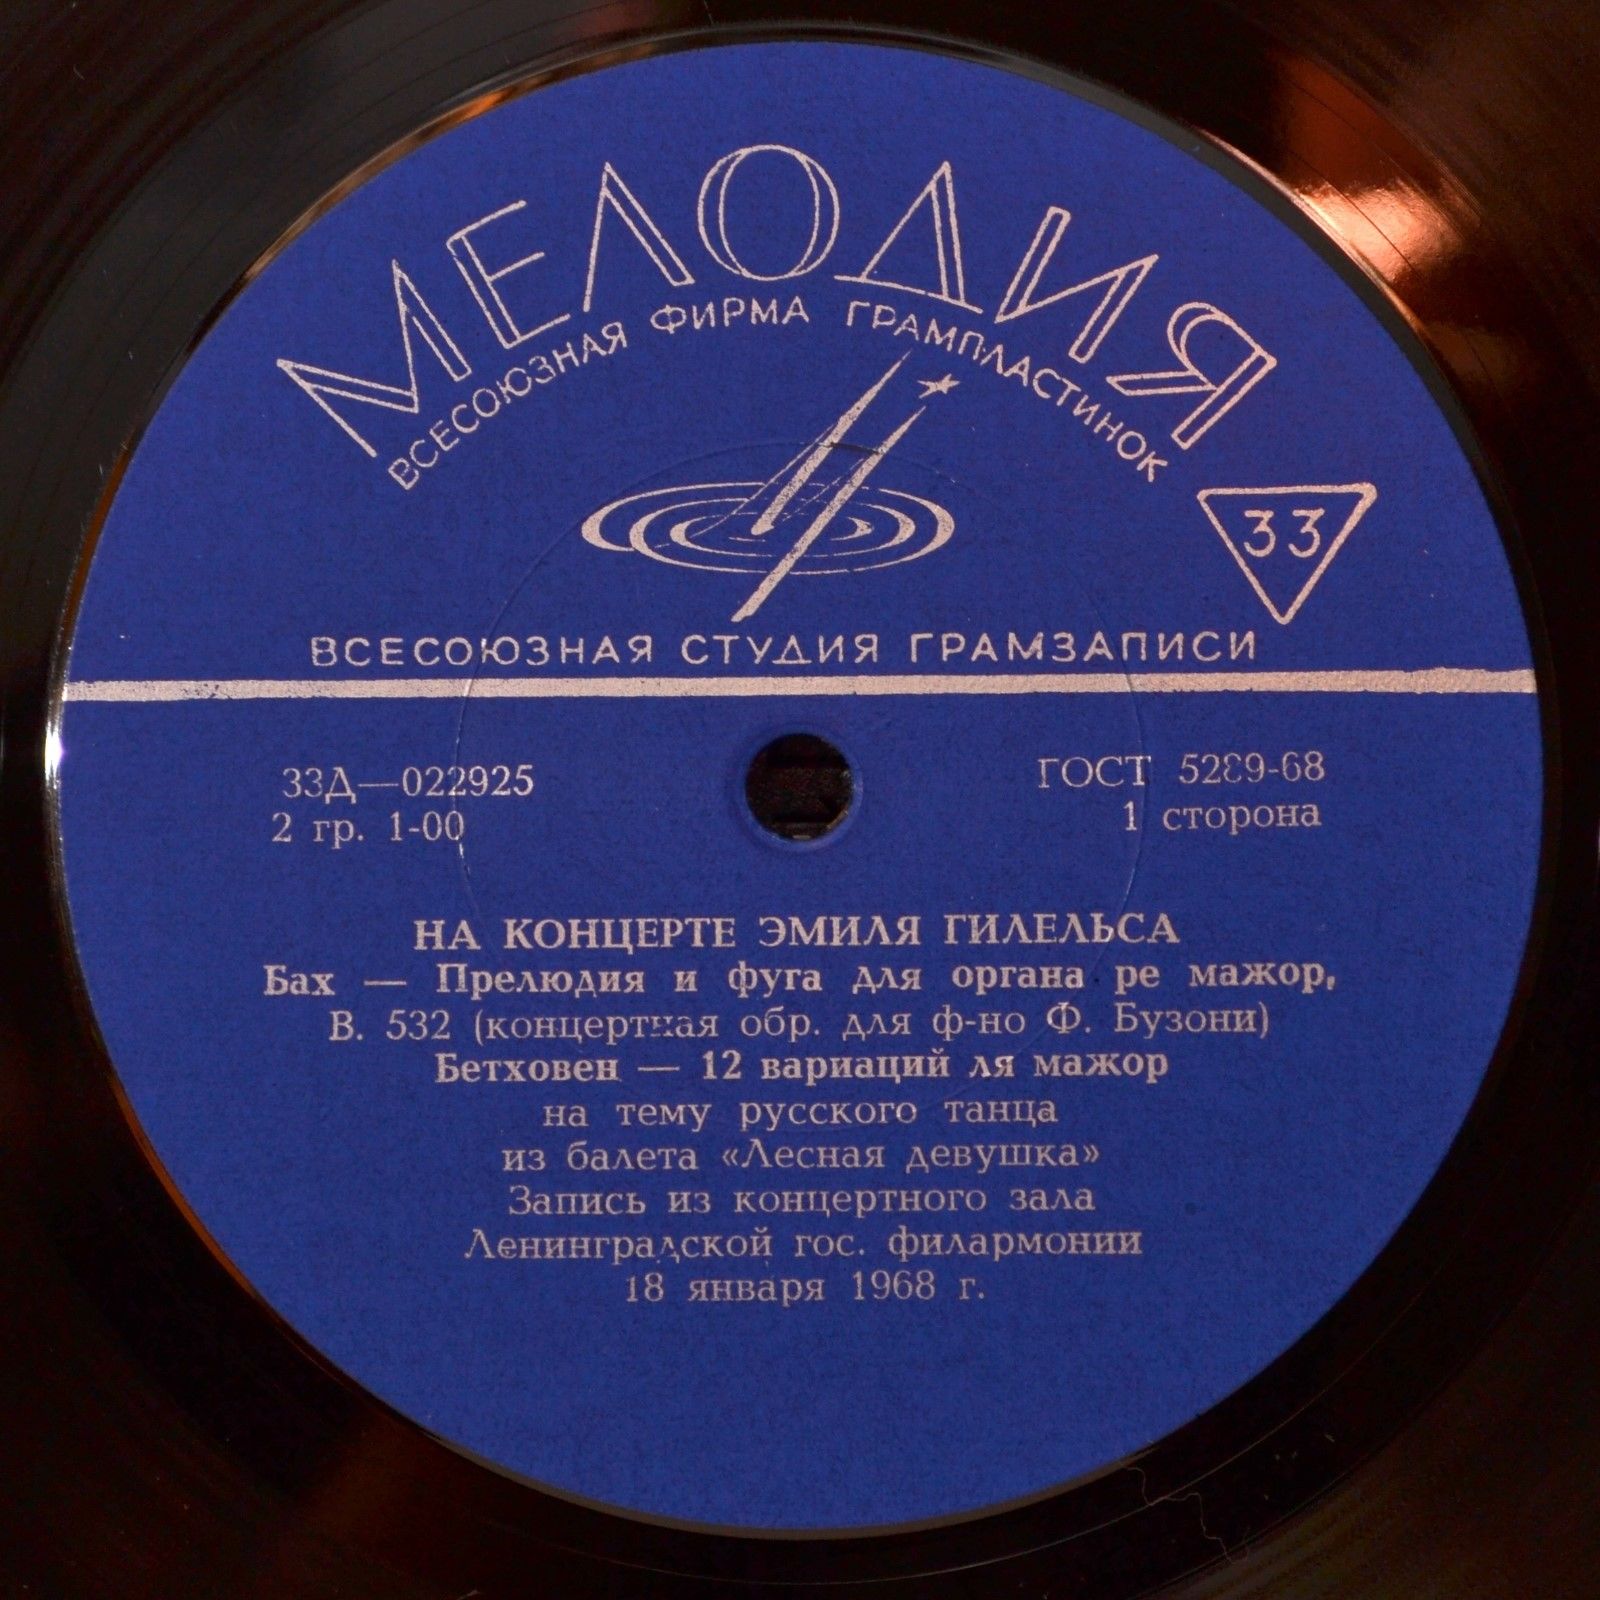 МЕЛОДИЯ
ВСЕСОЮЗНАЯ ФИРМА ГРАМПЛАСТИНОК
33
ВСЕСОЮЗНАЯ СТУДИЯ ГРАМЗАПИСИ
33Д—022925
ГОСТ 5289-68
2 гр. 1-00
1 сторона
НА КОНЦЕРТЕ ЭМИЛЯ ГИЛЕЛЬСА
Бах — Прелюдия и фуга для органа ре мажор,
В. 532 (концертная обр. для ф-но Ф. Бузони)
Бетховен — 12 вариаций ля мажор
на тему русского танца
из балета «Лесная девушка»
Запись из концертного зала
Ленинградской гос. филармонии
18 января 1968 г.